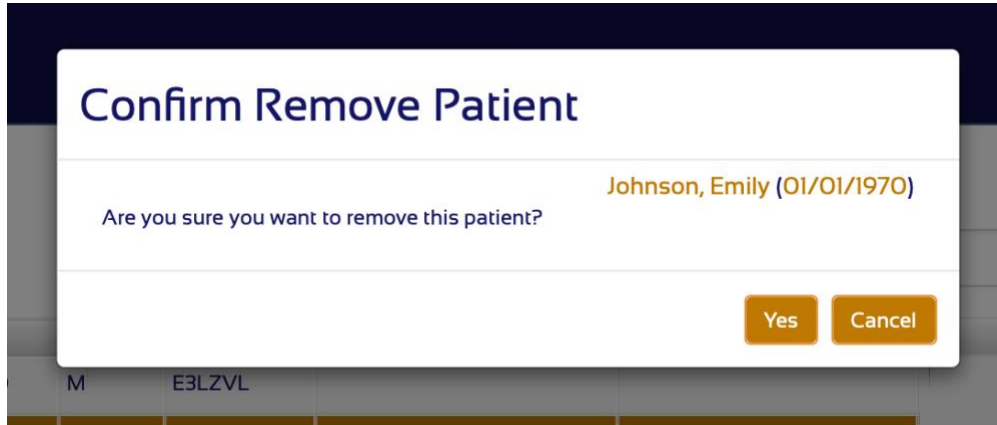 Confirm Remove Patient
Johnson, Emily (01/01/1970)
Are you sure you want to remove this patient?
Yes Cancel
M E3LZVL